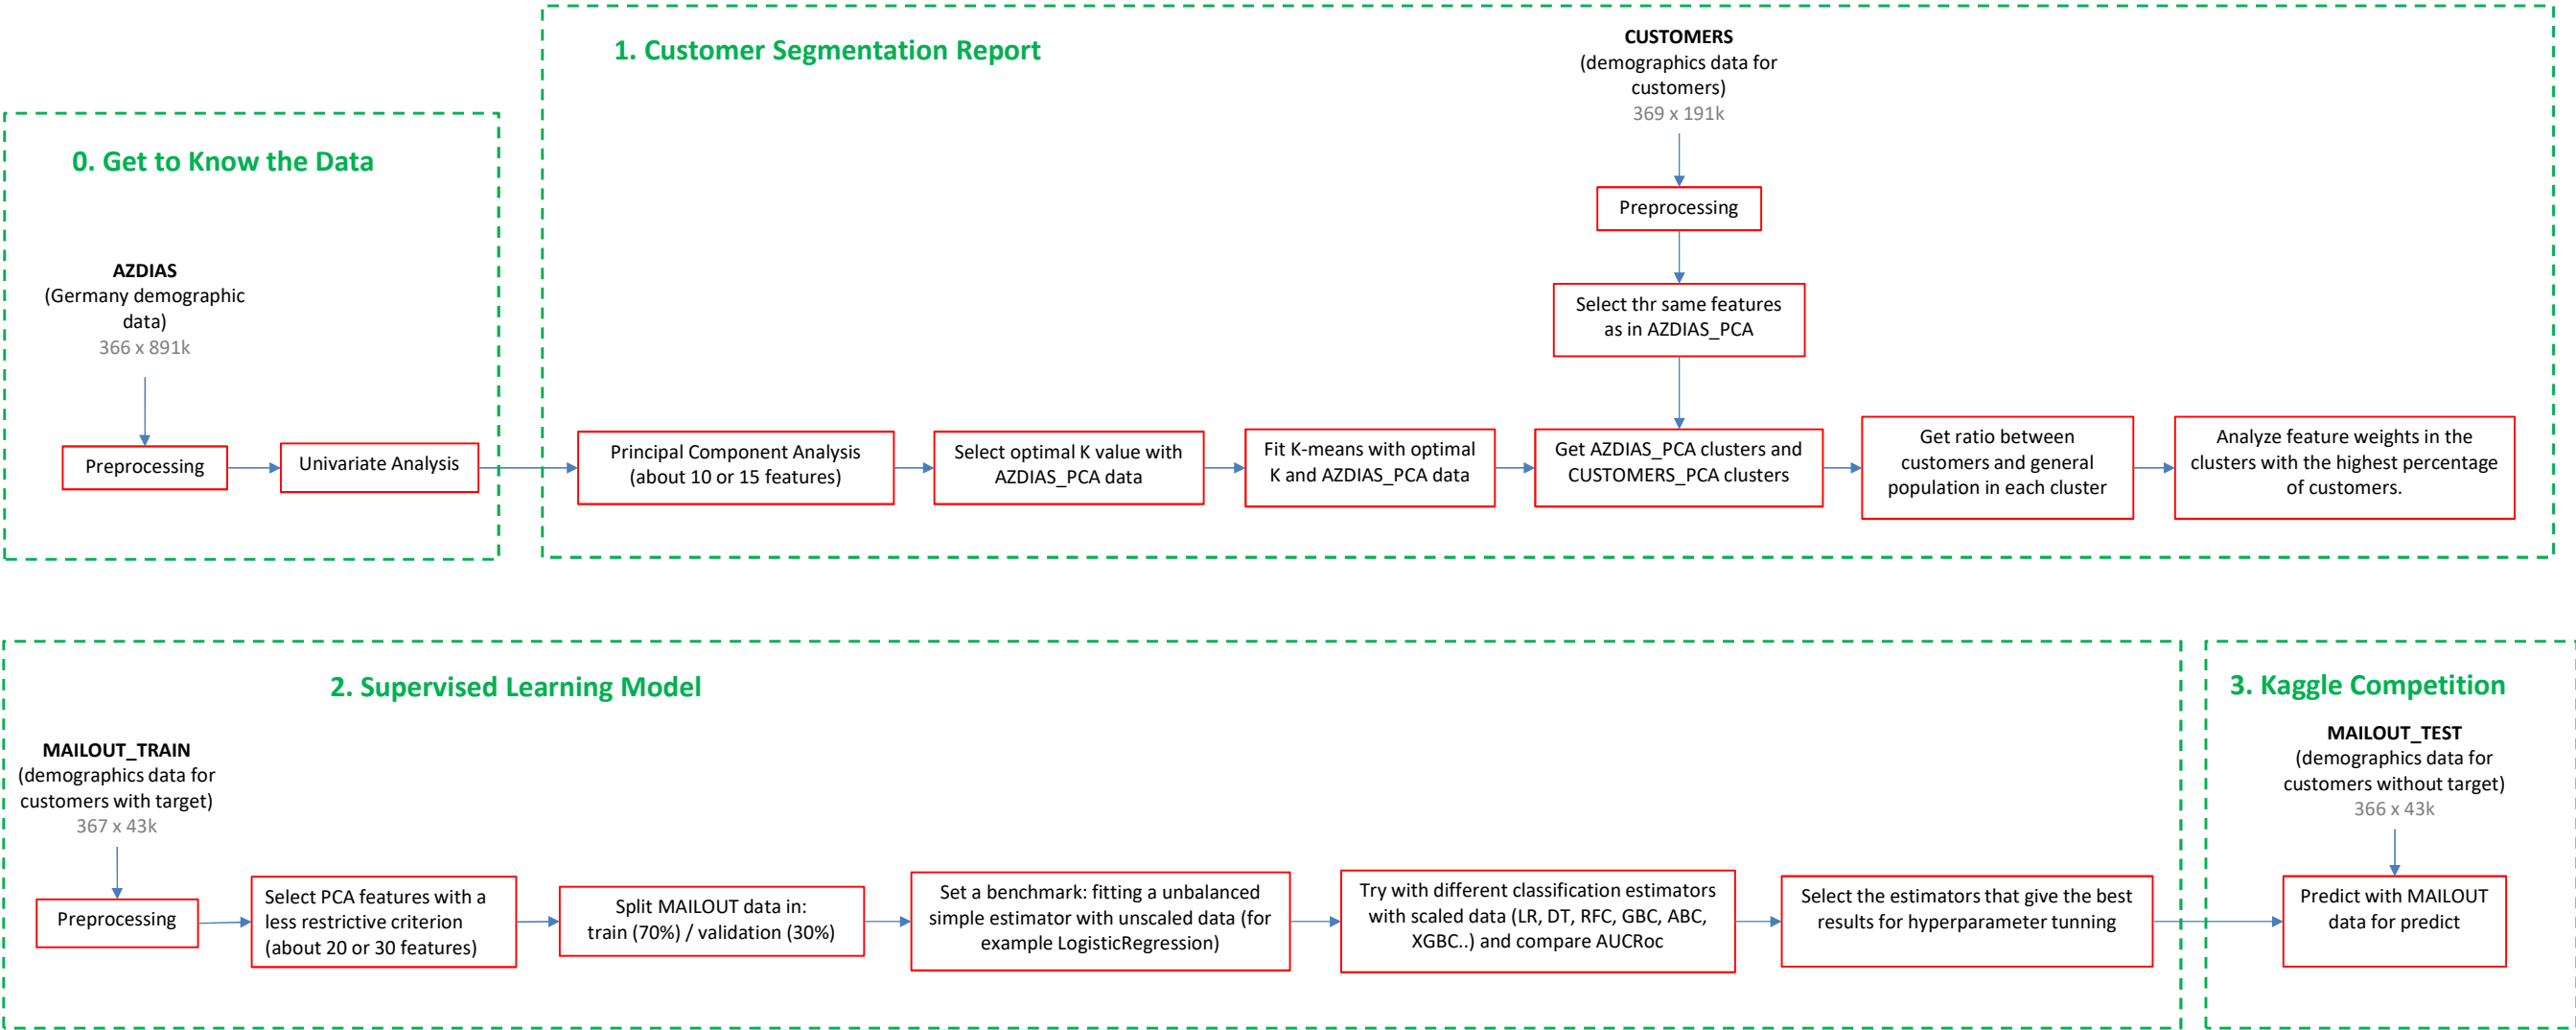 0. Get to Know the Data
AZDIAS
(Germany demographic
data)
366 x 891k
Preprocessing
Univariate Analysis
1. Customer Segmentation Report
CUSTOMERS
(demographics data for
customers)
369 x 191k
Preprocessing
Select thr same features
as in AZDIAS_PCA
Principal Component Analysis
(about 10 or 15 features)
Select optimal K value with
AZDIAS_PCA data
Fit K-means with optimal
K and AZDIAS_PCA data
Get AZDIAS_PCA clusters and
CUSTOMERS_PCA clusters
Get ratio between
customers and general
population in each cluster
Analyze feature weights in the
clusters with the highest percentage
of customers.
2. Supervised Learning Model
MAILOUT_TRAIN
(demographics data for
customers with target)
367 x 43k
Preprocessing
Select PCA features with a
less restrictive criterion
(about 20 or 30 features)
Split MAILOUT data in:
train (70%) / validation (30%)
Set a benchmark: fitting a unbalanced
simple estimator with unscaled data (for
example LogisticRegression)
Try with different classification estimators
with scaled data (LR, DT, RFC, GBC, ABC,
XGBC..) and compare AUCRoc
Select the estimators that give the best
results for hyperparameter tunning
3. Kaggle Competition
MAILOUT_TEST
(demographics data for
customers without target)
366 x 43k
Predict with MAILOUT
data for predict